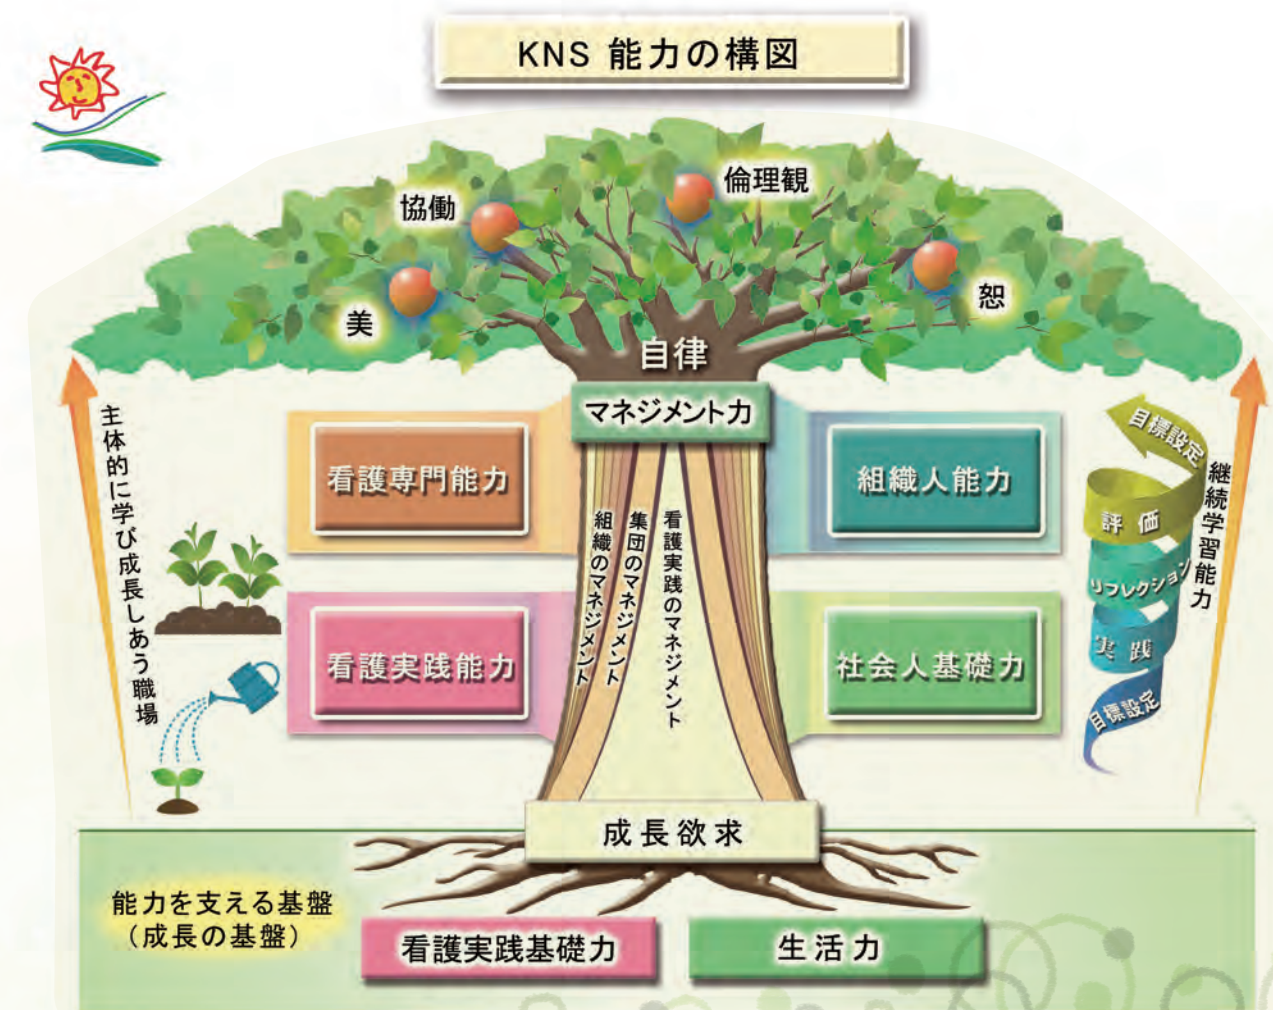 KNS 能力の構図
倫理観
協働
美
恕
自律
マネジメント力
看護専門能力
組織人能力
看護実践能力
社会人基礎力
組織のマネジメント
集団のマネジメント
看護実践のマネジメント
主体的に学び成長しあう職場
目標設定
評価
リフレクション
実践
目標設定
継続学習能力
成長欲求
能力を支える基盤
（成長の基盤）
看護実践基礎力
生活力